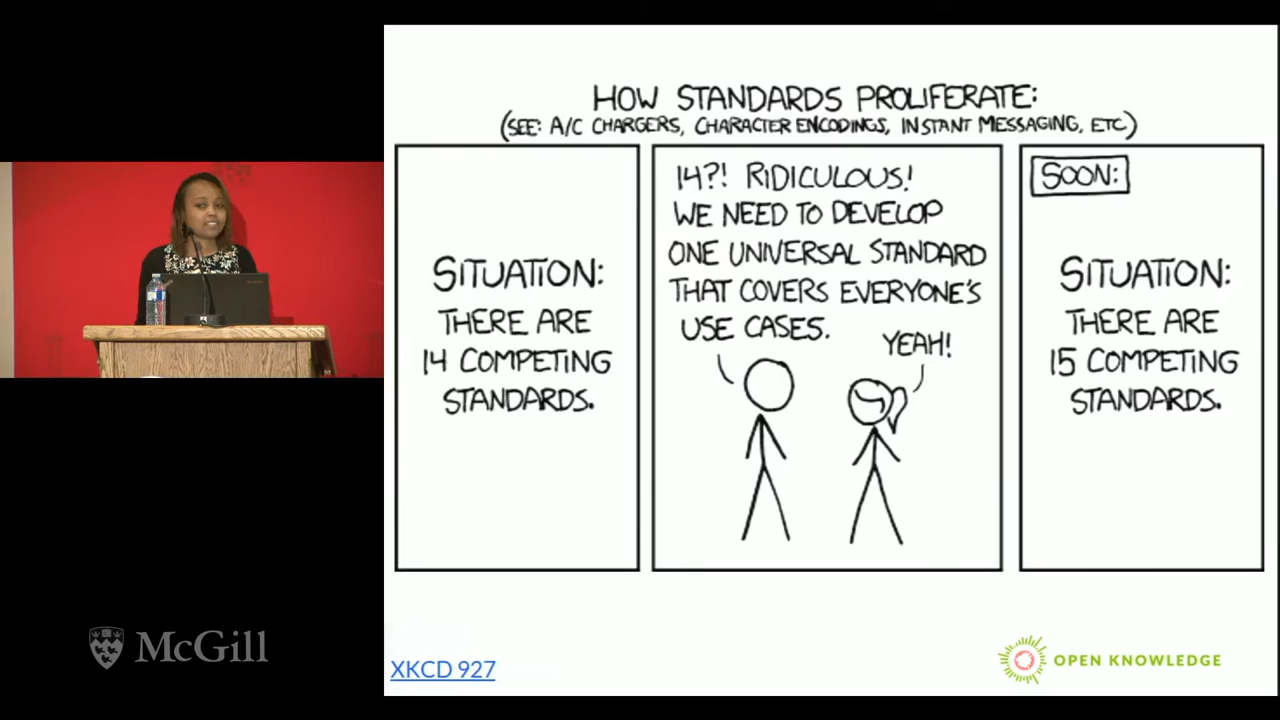 HOW STANDARDS PROLIFERATE:
(SEE: A/C CHARGERS, CHARACTER ENCODINGS, INSTANT MESSAGING, ETC.)
SITUATION:
THERE ARE
14 COMPETING
STANDARDS.
14?! RIDICULOUS!
WE NEED TO DEVELOP
ONE UNIVERSAL STANDARD
THAT COVERS EVERYONE'S
USE CASES.
YEAH!
SOON:
SITUATION:
THERE ARE
15 COMPETING
STANDARDS.
McGill
XKCD 927
OPEN KNOWLEDGE